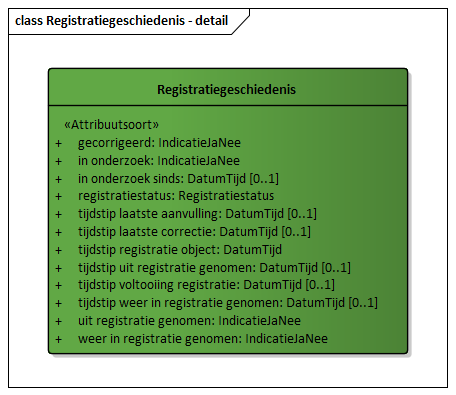 class Registratiegeschiedenis - detail
Registratiegeschiedenis
«Attribuutsoort»
+ gecorrigeerd: IndicatieJaNee
+ in onderzoek: IndicatieJaNee
+ in onderzoek sinds: DatumTijd [0..1]
+ registratiestatus: Registratiestatus
+ tijdstip laatste aanvulling: DatumTijd [0..1]
+ tijdstip laatste correctie: DatumTijd [0..1]
+ tijdstip registratie object: DatumTijd
+ tijdstip uit registratie genomen: DatumTijd [0..1]
+ tijdstip voltooiing registratie: DatumTijd [0..1]
+ tijdstip weer in registratie genomen: DatumTijd [0..1]
+ uit registratie genomen: IndicatieJaNee
+ weer in registratie genomen: IndicatieJaNee